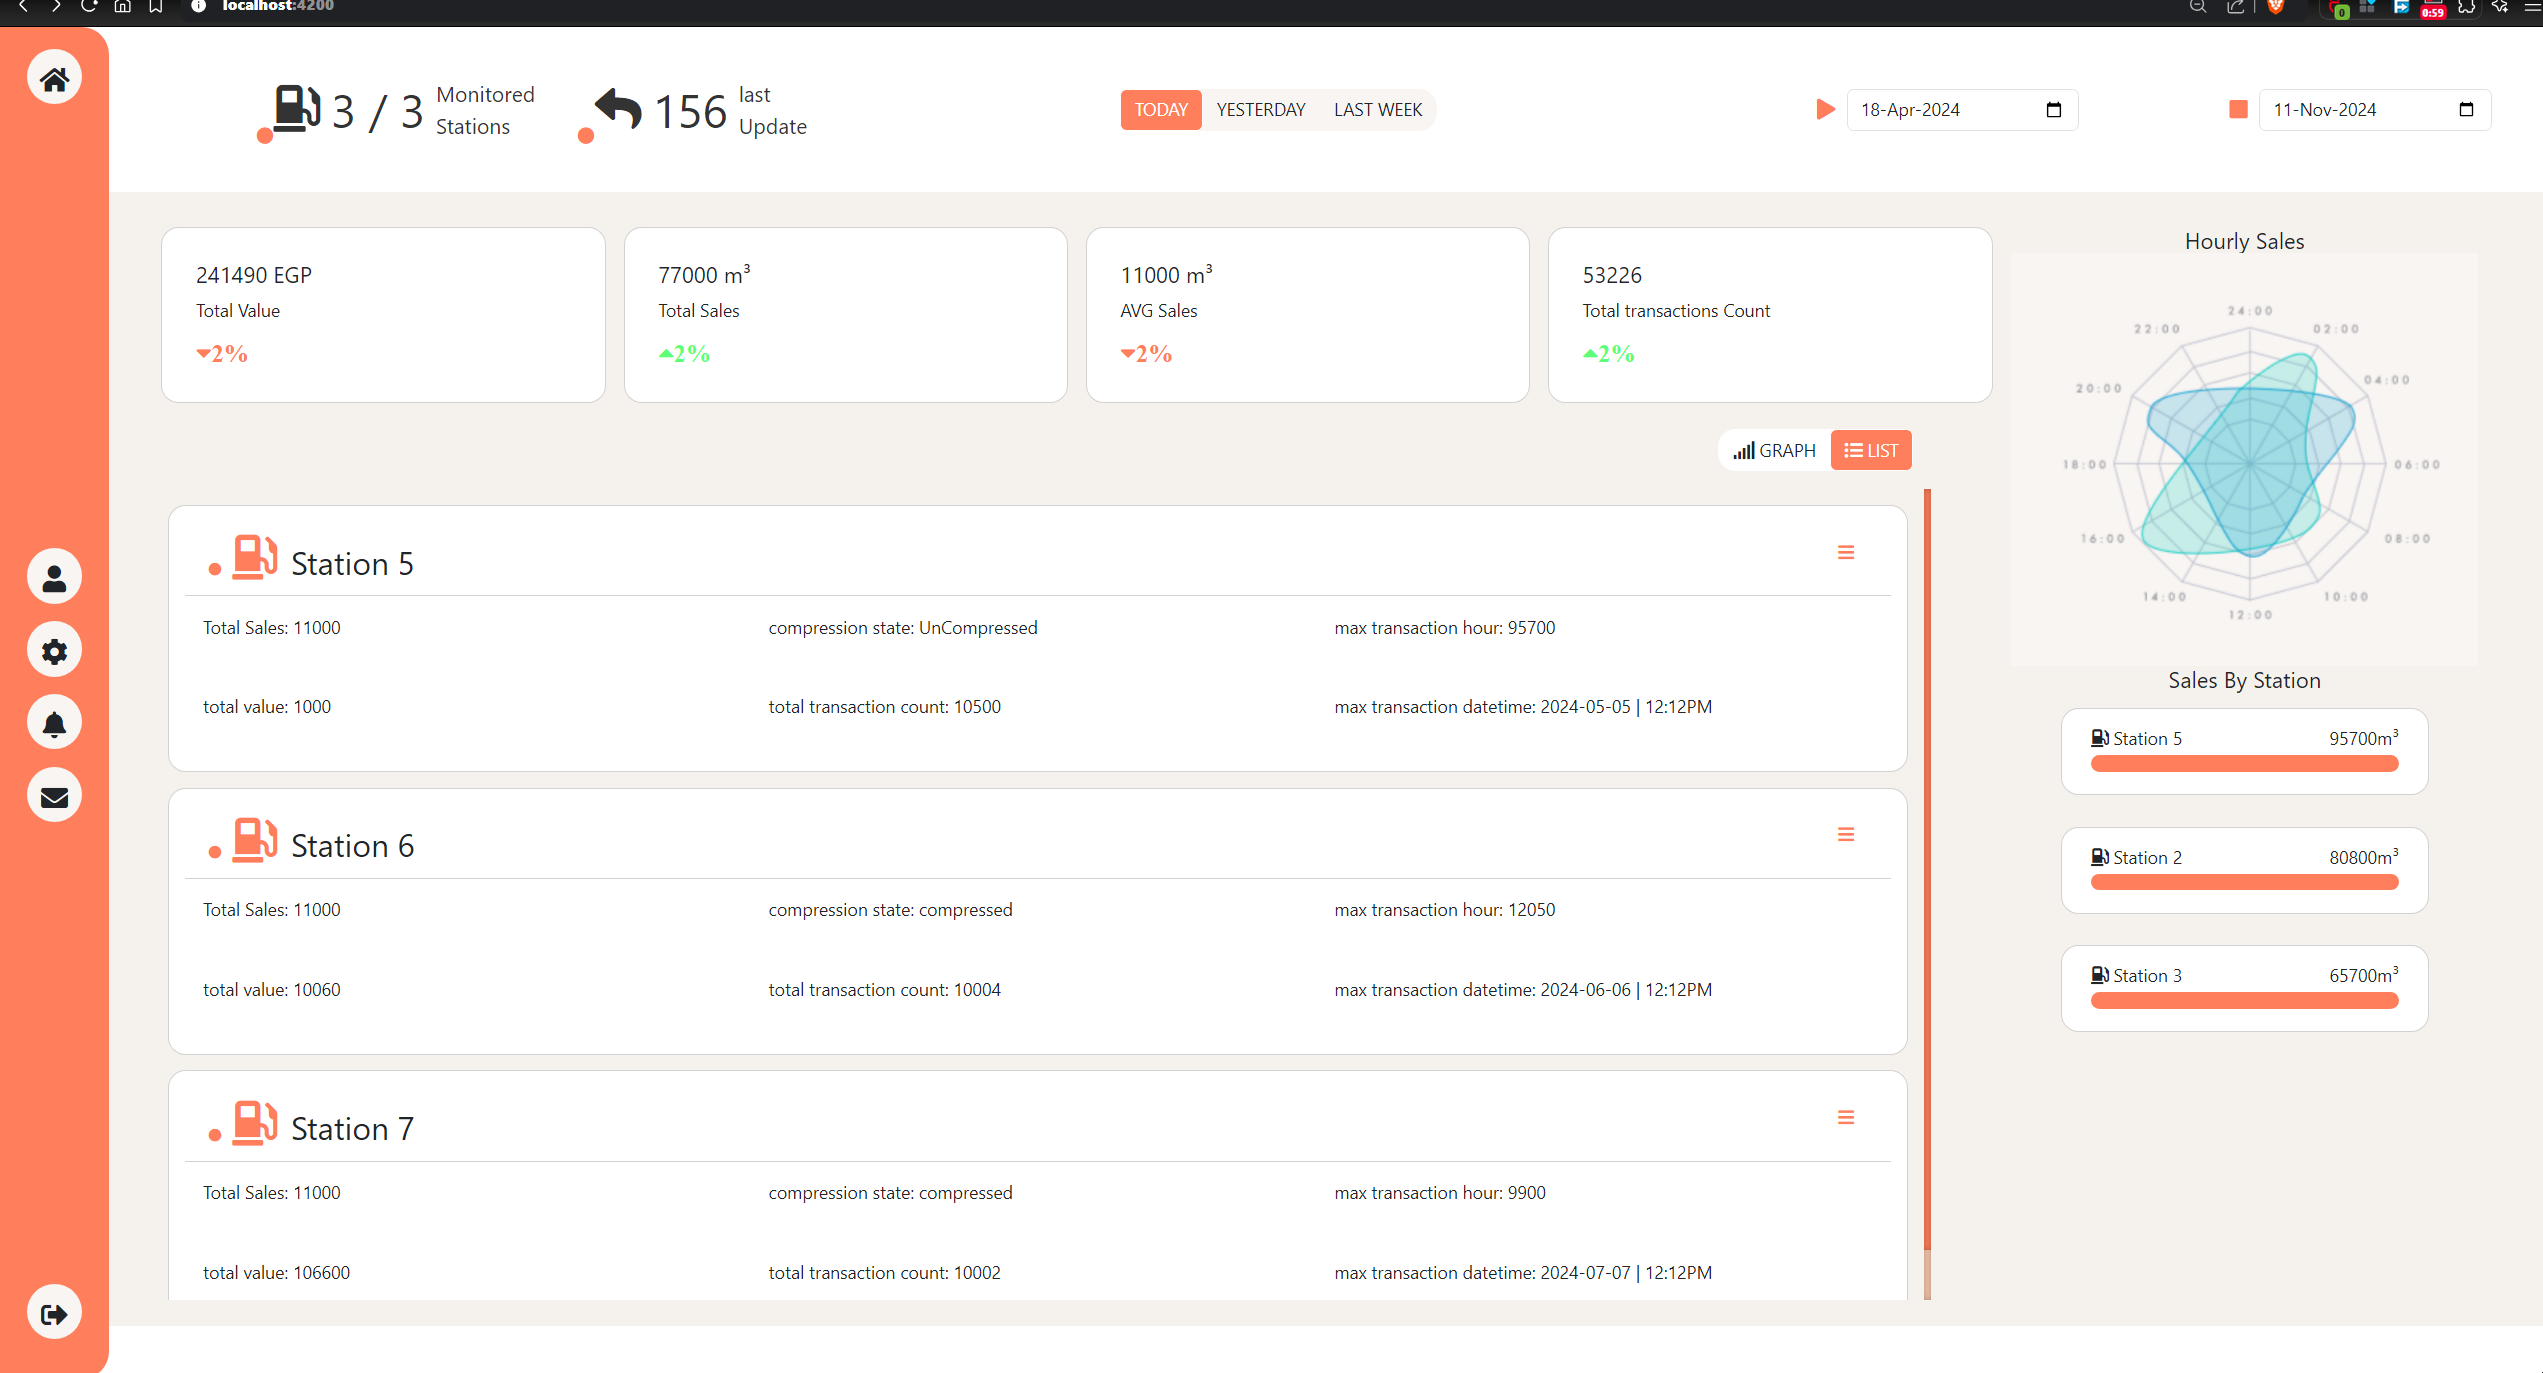 localhost:4200
0
0:59
3 / 3 Monitored Stations
156 last Update
TODAY YESTERDAY LAST WEEK
18-Apr-2024
11-Nov-2024
241490 EGP
Total Value
2%
77000 m³
Total Sales
2%
11000 m³
AVG Sales
2%
53226
Total transactions Count
2%
GRAPH LIST
Station 5
Total Sales: 11000 compression state: UnCompressed max transaction hour: 95700
total value: 1000 total transaction count: 10500 max transaction datetime: 2024-05-05 | 12:12PM
Station 6
Total Sales: 11000 compression state: compressed max transaction hour: 12050
total value: 10060 total transaction count: 10004 max transaction datetime: 2024-06-06 | 12:12PM
Station 7
Total Sales: 11000 compression state: compressed max transaction hour: 9900
total value: 106600 total transaction count: 10002 max transaction datetime: 2024-07-07 | 12:12PM
Hourly Sales
24:00
22:00 02:00
20:00 04:00
18:00 06:00
16:00 08:00
14:00 10:00
12:00
Sales By Station
Station 5 95700m³
Station 2 80800m³
Station 3 65700m³